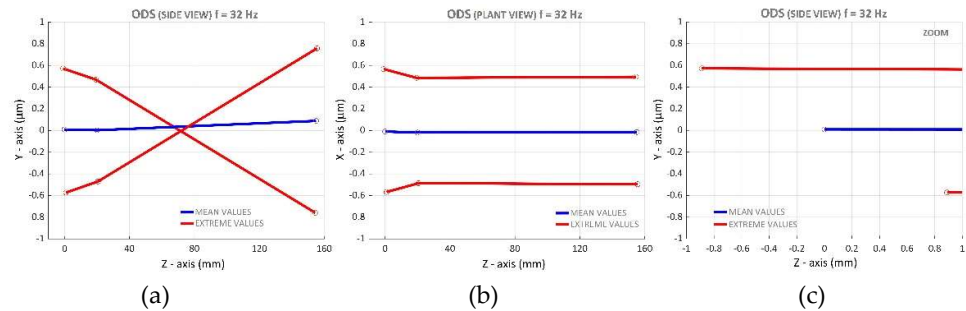 ODS (SIDE VIEW) f = 32 Hz
1
0.8
0.6
0.4
0.2
0
-0.2
-0.4
-0.6
-0.8
-1
Y - axis (µm)
MEAN VALUES
EXTREME VALUES
0
40
80
120
160
Z - axis (mm)
(a)
ODS (PLANT VIEW) f = 32 Hz
1
0.8
0.6
0.4
0.2
0
-0.2
-0.4
-0.6
-0.8
-1
X - axis (µm)
MEAN VALUES
EXTREME VALUES
0
40
80
120
160
Z - axis (mm)
(b)
ODS (SIDE VIEW) f = 32 Hz
ZOOM
1
0.8
0.6
0.4
0.2
0
-0.2
-0.4
-0.6
-0.8
-1
Y - axis (µm)
MEAN VALUES
EXTREME VALUES
-1
-0.8
-0.6
-0.4
-0.2
0
0.2
0.4
0.6
0.8
1
Z - axis (mm)
(c)